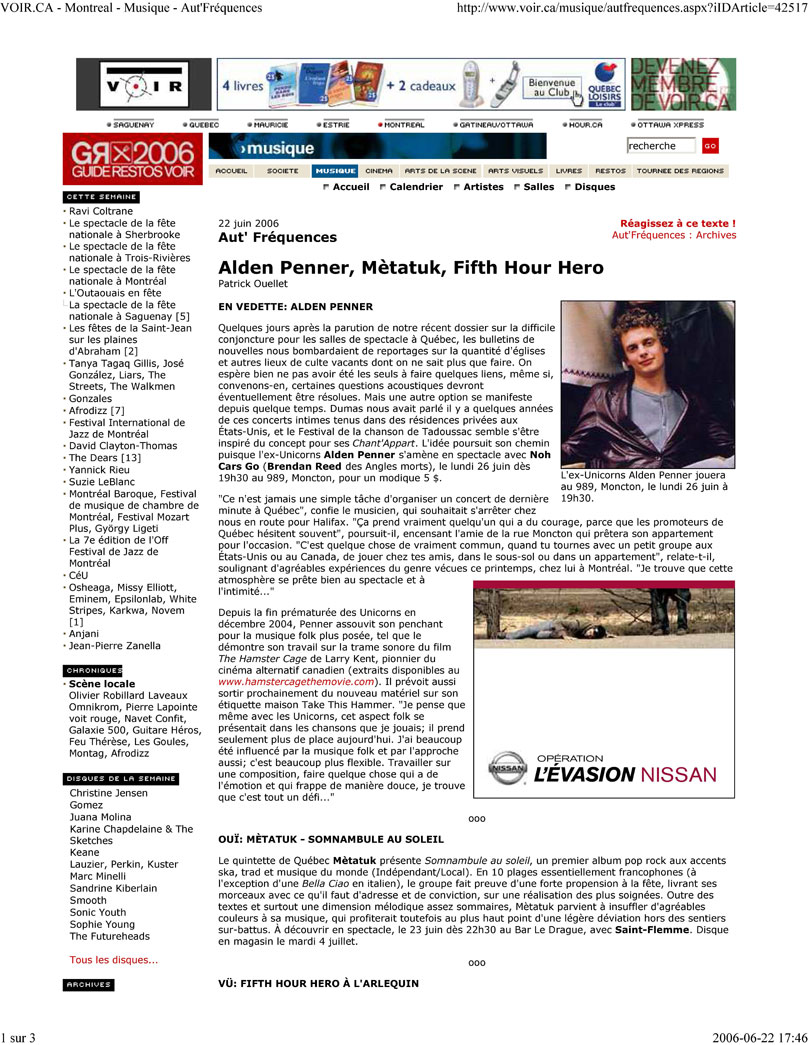 VOIR.CA - Montreal - Musique - Aut'Fréquences
http://www.voir.ca/musique/autfrequences.aspx?iIDArticle=42517
VOIR
4 livres
+ 2 cadeaux
+
Bienvenue
au Club
QUÉBEC
LOISIRS
Le club
DEVENEZ
MEMBRE
DE VOIR.CA
SAGUENAY
QUEBEC
MAURICIE
ESTRIE
MONTREAL
GATINEAU/OTTAWA
HOUR.CA
OTTAWA XPRESS
GRX2006
GUIDE RESTOS VOIR
›musique
recherche
GO
ACCUEIL
SOCIETE
MUSIQUE
CINEMA
ARTS DE LA SCENE
ARTS VISUELS
LIVRES
RESTOS
TOURNEE DES REGIONS
Accueil
Calendrier
Artistes
Salles
Disques
CETTE SEMAINE
Ravi Coltrane
Le spectacle de la fête
nationale à Sherbrooke
Le spectacle de la fête
nationale à Trois-Rivières
Le spectacle de la fête
nationale à Montréal
L'Outaouais en fête
La spectacle de la fête
nationale à Saguenay [5]
Les fêtes de la Saint-Jean
sur les plaines
d'Abraham [2]
Tanya Tagaq Gillis, José
González, Liars, The
Streets, The Walkmen
Gonzales
Afrodizz [7]
Festival International de
Jazz de Montréal
David Clayton-Thomas
The Dears [13]
Yannick Rieu
Suzie LeBlanc
Montréal Baroque, Festival
de musique de chambre de
Montréal, Festival Mozart
Plus, György Ligeti
La 7e édition de l'Off
Festival de Jazz de
Montréal
CéU
Osheaga, Missy Elliott,
Eminem, Epsilonlab, White
Stripes, Karkwa, Novem
[1]
Anjani
Jean-Pierre Zanella
CHRONIQUES
Scène locale
Olivier Robillard Laveaux
Omnikrom, Pierre Lapointe
voit rouge, Navet Confit,
Galaxie 500, Guitare Héros,
Feu Thérèse, Les Goules,
Montag, Afrodizz
DISQUES DE LA SEMAINE
Christine Jensen
Gomez
Juana Molina
Karine Chapdelaine & The
Sketches
Keane
Lauzier, Perkin, Kuster
Marc Minelli
Sandrine Kiberlain
Smooth
Sonic Youth
Sophie Young
The Futureheads
Tous les disques...
ARCHIVES
22 juin 2006
Aut' Fréquences
Réagissez à ce texte !
Aut'Fréquences : Archives
Alden Penner, Mètatuk, Fifth Hour Hero
Patrick Ouellet
EN VEDETTE: ALDEN PENNER
Quelques jours après la parution de notre récent dossier sur la difficile
conjoncture pour les salles de spectacle à Québec, les bulletins de
nouvelles nous bombardaient de reportages sur la quantité d'églises
et autres lieux de culte vacants dont on ne sait plus que faire. On
espère bien ne pas avoir été les seuls à faire quelques liens, même si,
convenons-en, certaines questions acoustiques devront
éventuellement être résolues. Mais une autre option se manifeste
depuis quelque temps. Dumas nous avait parlé il y a quelques années
de ces concerts intimes tenus dans des résidences privées aux
États-Unis, et le Festival de la chanson de Tadoussac semble s'être
inspiré du concept pour ses Chant'Appart. L'idée poursuit son chemin
puisque l'ex-Unicorns Alden Penner s'amène en spectacle avec Noh
Cars Go (Brendan Reed des Angles morts), le lundi 26 juin dès
19h30 au 989, Moncton, pour un modique 5 $.
L'ex-Unicorns Alden Penner jouera
au 989, Moncton, le lundi 26 juin à
19h30.
"Ce n'est jamais une simple tâche d'organiser un concert de dernière
minute à Québec", confie le musicien, qui souhaitait s'arrêter chez
nous en route pour Halifax. "Ça prend vraiment quelqu'un qui a du courage, parce que les promoteurs de
Québec hésitent souvent", poursuit-il, encensant l'amie de la rue Moncton qui prêtera son appartement
pour l'occasion. "C'est quelque chose de vraiment commun, quand tu tournes avec un petit groupe aux
États-Unis ou au Canada, de jouer chez tes amis, dans le sous-sol ou dans un appartement", relate-t-il,
soulignant d'agréables expériences du genre vécues ce printemps, chez lui à Montréal. "Je trouve que cette
atmosphère se prête bien au spectacle et à
l'intimité..."
Depuis la fin prématurée des Unicorns en
décembre 2004, Penner assouvit son penchant
pour la musique folk plus posée, tel que le
démontre son travail sur la trame sonore du film
The Hamster Cage de Larry Kent, pionnier du
cinéma alternatif canadien (extraits disponibles au
www.hamstercagethemovie.com). Il prévoit aussi
sortir prochainement du nouveau matériel sur son
étiquette maison Take This Hammer. "Je pense que
même avec les Unicorns, cet aspect folk se
présentait dans les chansons que je jouais; il prend
seulement plus de place aujourd'hui. J'ai beaucoup
été influencé par la musique folk et par l'approche
aussi; c'est beaucoup plus flexible. Travailler sur
une composition, faire quelque chose qui a de
l'émotion et qui frappe de manière douce, je trouve
que c'est tout un défi..."
NISSAN
OPÉRATION
L'ÉVASION NISSAN
ooo
OUÏ: MÈTATUK - SOMNAMBULE AU SOLEIL
Le quintette de Québec Mètatuk présente Somnambule au soleil, un premier album pop rock aux accents
ska, trad et musique du monde (Indépendant/Local). En 10 plages essentiellement francophones (à
l'exception d'une Bella Ciao en italien), le groupe fait preuve d'une forte propension à la fête, livrant ses
morceaux avec ce qu'il faut d'adresse et de conviction, sur une réalisation des plus soignées. Outre des
textes et surtout une dimension mélodique assez sommaires, Mètatuk parvient à insuffler d'agréables
couleurs à sa musique, qui profiterait toutefois au plus haut point d'une légère déviation hors des sentiers
sur-battus. À découvrir en spectacle, le 23 juin dès 22h30 au Bar Le Drague, avec Saint-Flemme. Disque
en magasin le mardi 4 juillet.
ooo
VÜ: FIFTH HOUR HERO À L'ARLEQUIN
1 sur 3
2006-06-22 17:46